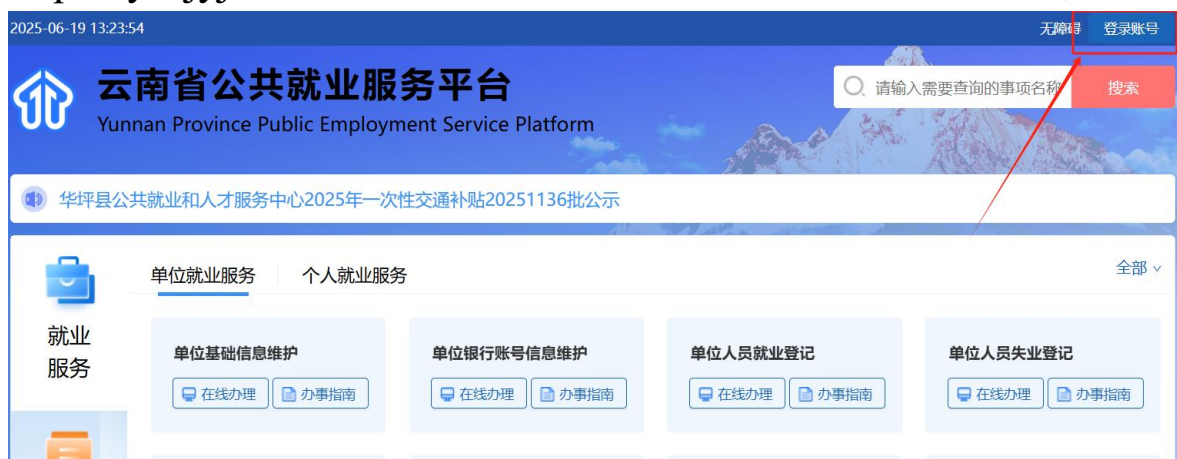 2025-06-19 13:23:54 无障碍 登录账号
云南省公共就业服务平台
请输入需要查询的事项名称 搜索
Yunnan Province Public Employment Service Platform
华坪县公共就业和人才服务中心2025年一次性交通补贴20251136批公示
单位就业服务 个人就业服务 全部
就业
服务
单位基础信息维护 单位银行账号信息维护 单位人员就业登记 单位人员失业登记
在线办理 办事指南 在线办理 办事指南 在线办理 办事指南 在线办理 办事指南